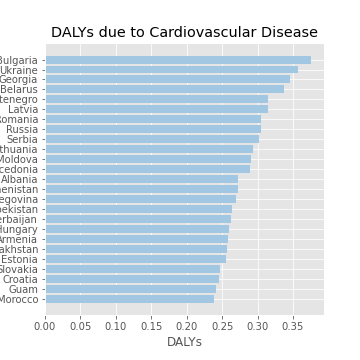 DALYs due to Cardiovascular Disease
Bulgaria
Ukraine
Georgia
Belarus
tenegro
Latvia
Romania
Russia
Serbia
ithuania
Moldova
acedonia
Albania
menistan
egovina
bekistan
erbaijan
Hungary
Armenia
akhstan
Estonia
Slovakia
Croatia
Guam
Morocco
0.00 0.05 0.10 0.15 0.20 0.25 0.30 0.35
DALYs